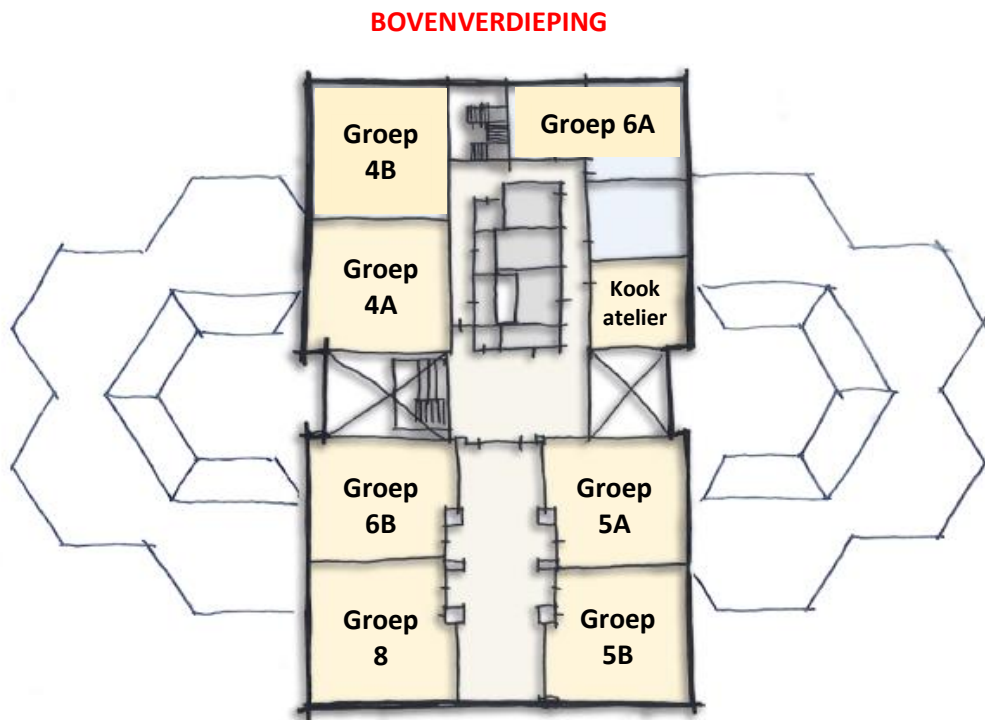 BOVENVERDIEPING
Groep
4B
Groep 6A
Groep
4A
Kook
atelier
Groep
6B
Groep
5A
Groep
8
Groep
5B